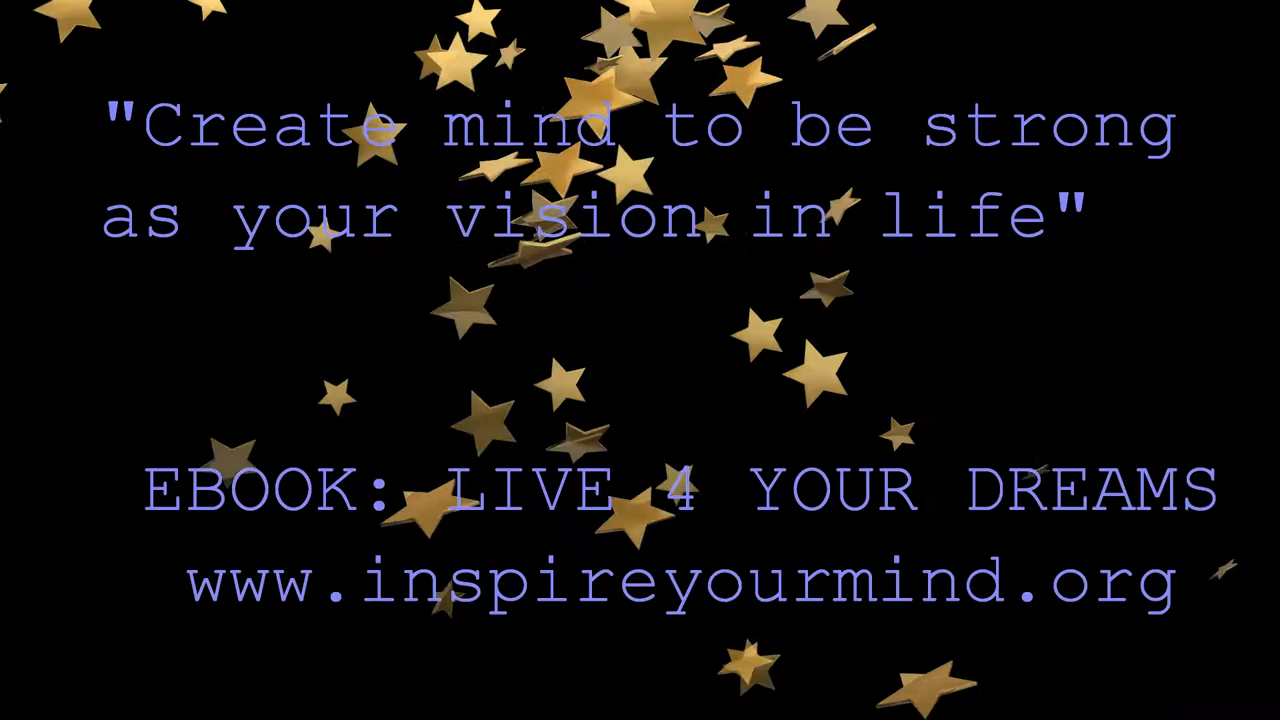 "Create mind to be strong
as your vision in life"
EBOOK: LIVE 4 YOUR DREAMS
www.inspireyourmind.org